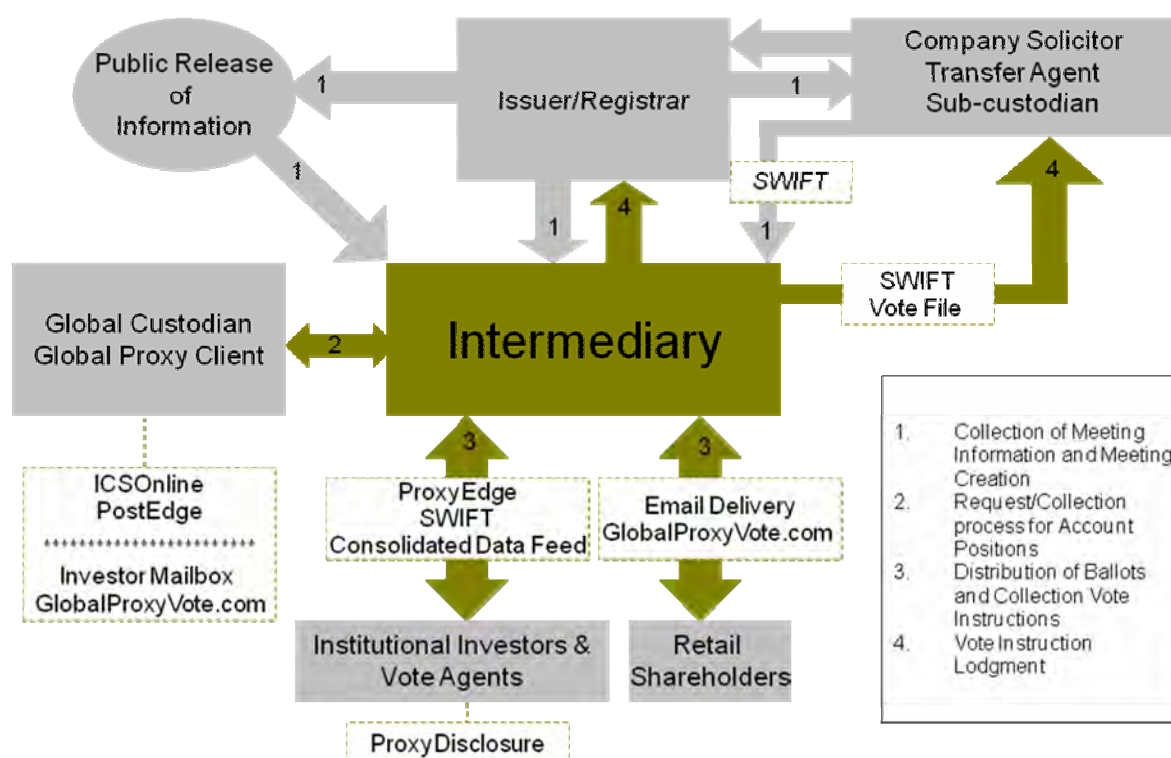 Public Release
of
Information
1
Issuer/Registrar
1
Company Solicitor
Transfer Agent
Sub-custodian
1
1
4
SWIFT
1
4
SWIFT
Vote File
Global Custodian
Global Proxy Client
2
Intermediary
ICSOnline
PostEdge
************************
Investor Mailbox
GlobalProxyVote.com
3
ProxyEdge
SWIFT
Consolidated Data Feed
3
Email Delivery
GlobalProxyVote.com
Institutional Investors &
Vote Agents
Retail
Shareholders
ProxyDisclosure
1. Collection of Meeting
Information and Meeting
Creation
2. Request/Collection
process for Account
Positions
3. Distribution of Ballots
and Collection Vote
Instructions
4. Vote Instruction
Lodgment